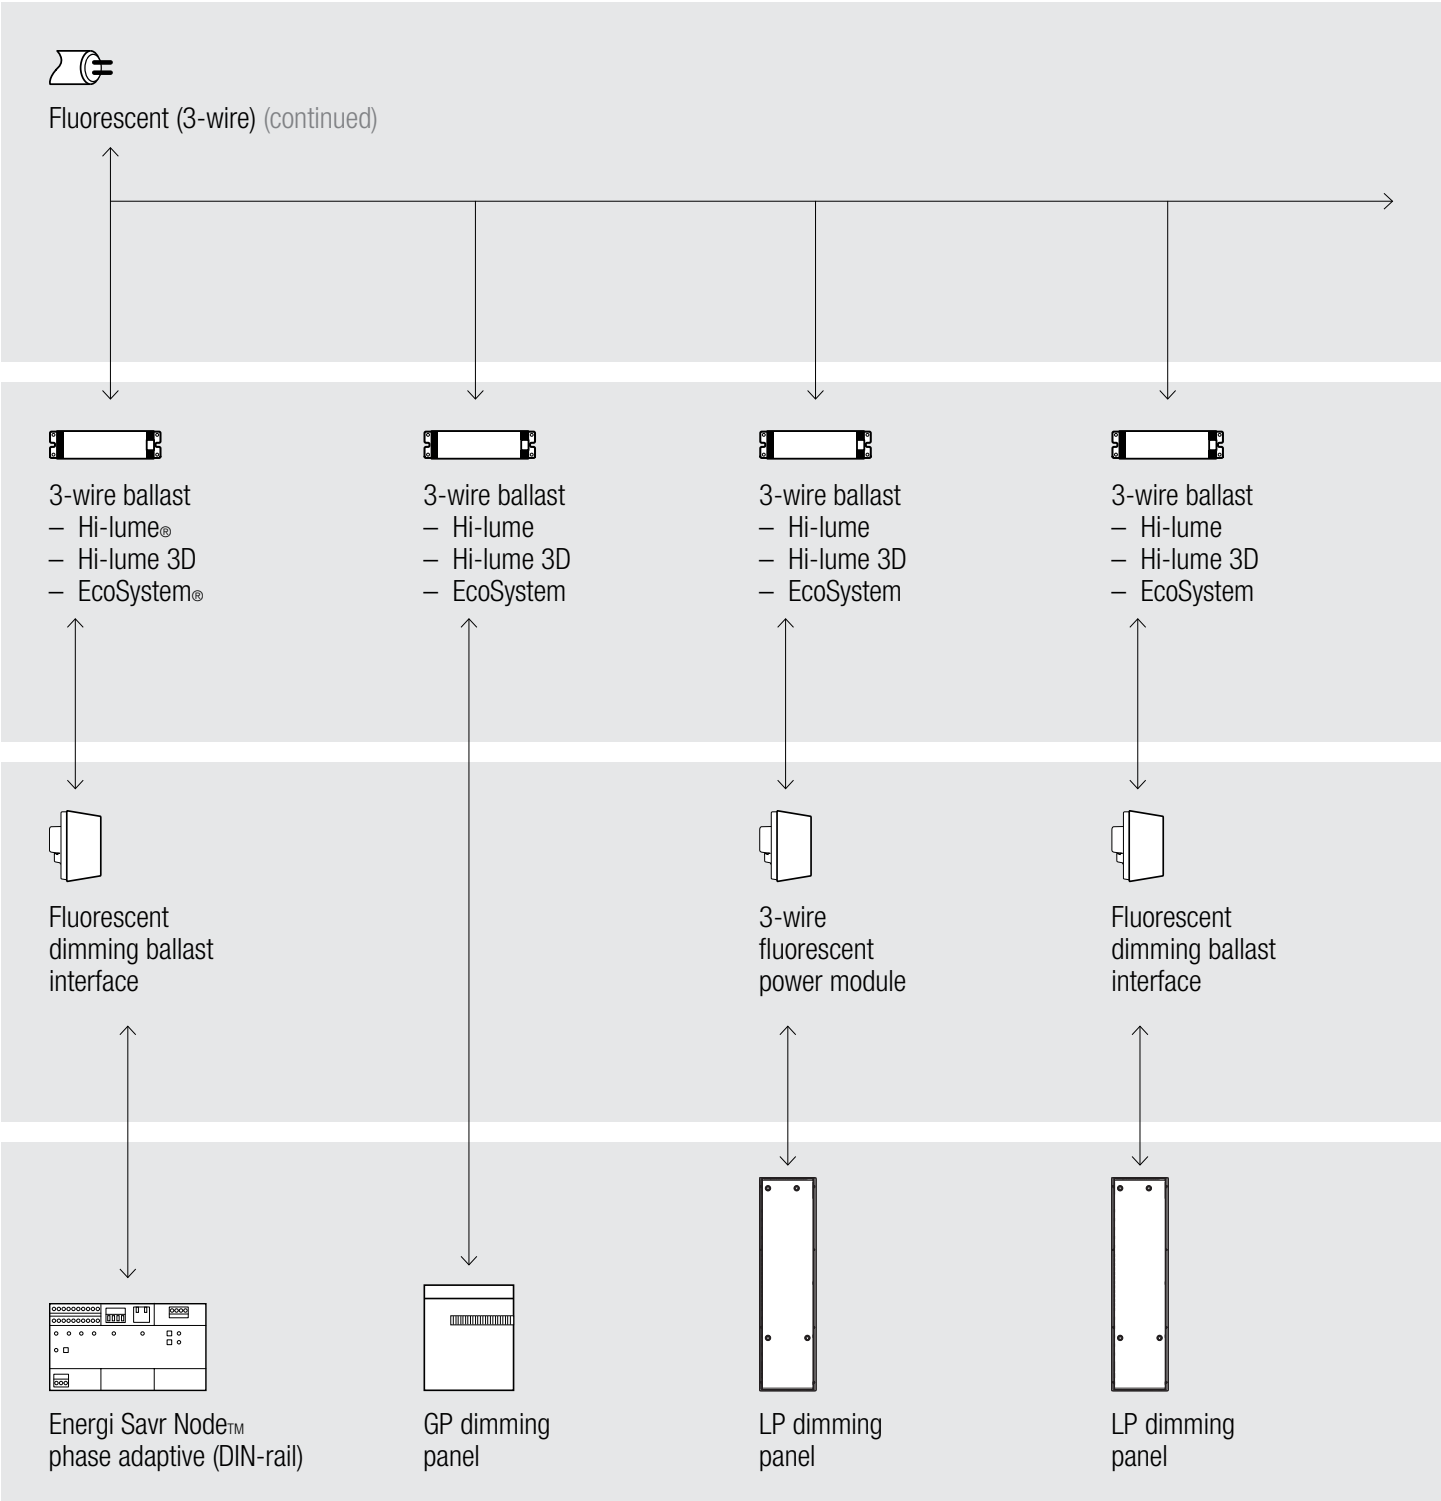 Fluorescent (3-wire) (continued)
3-wire ballast
– Hi-lume®
– Hi-lume 3D
– EcoSystem®
3-wire ballast
– Hi-lume
– Hi-lume 3D
– EcoSystem
3-wire ballast
– Hi-lume
– Hi-lume 3D
– EcoSystem
3-wire ballast
– Hi-lume
– Hi-lume 3D
– EcoSystem
Fluorescent
dimming ballast
interface
3-wire
fluorescent
power module
Fluorescent
dimming ballast
interface
Energi Savr Node™
phase adaptive (DIN-rail)
GP dimming
panel
LP dimming
panel
LP dimming
panel